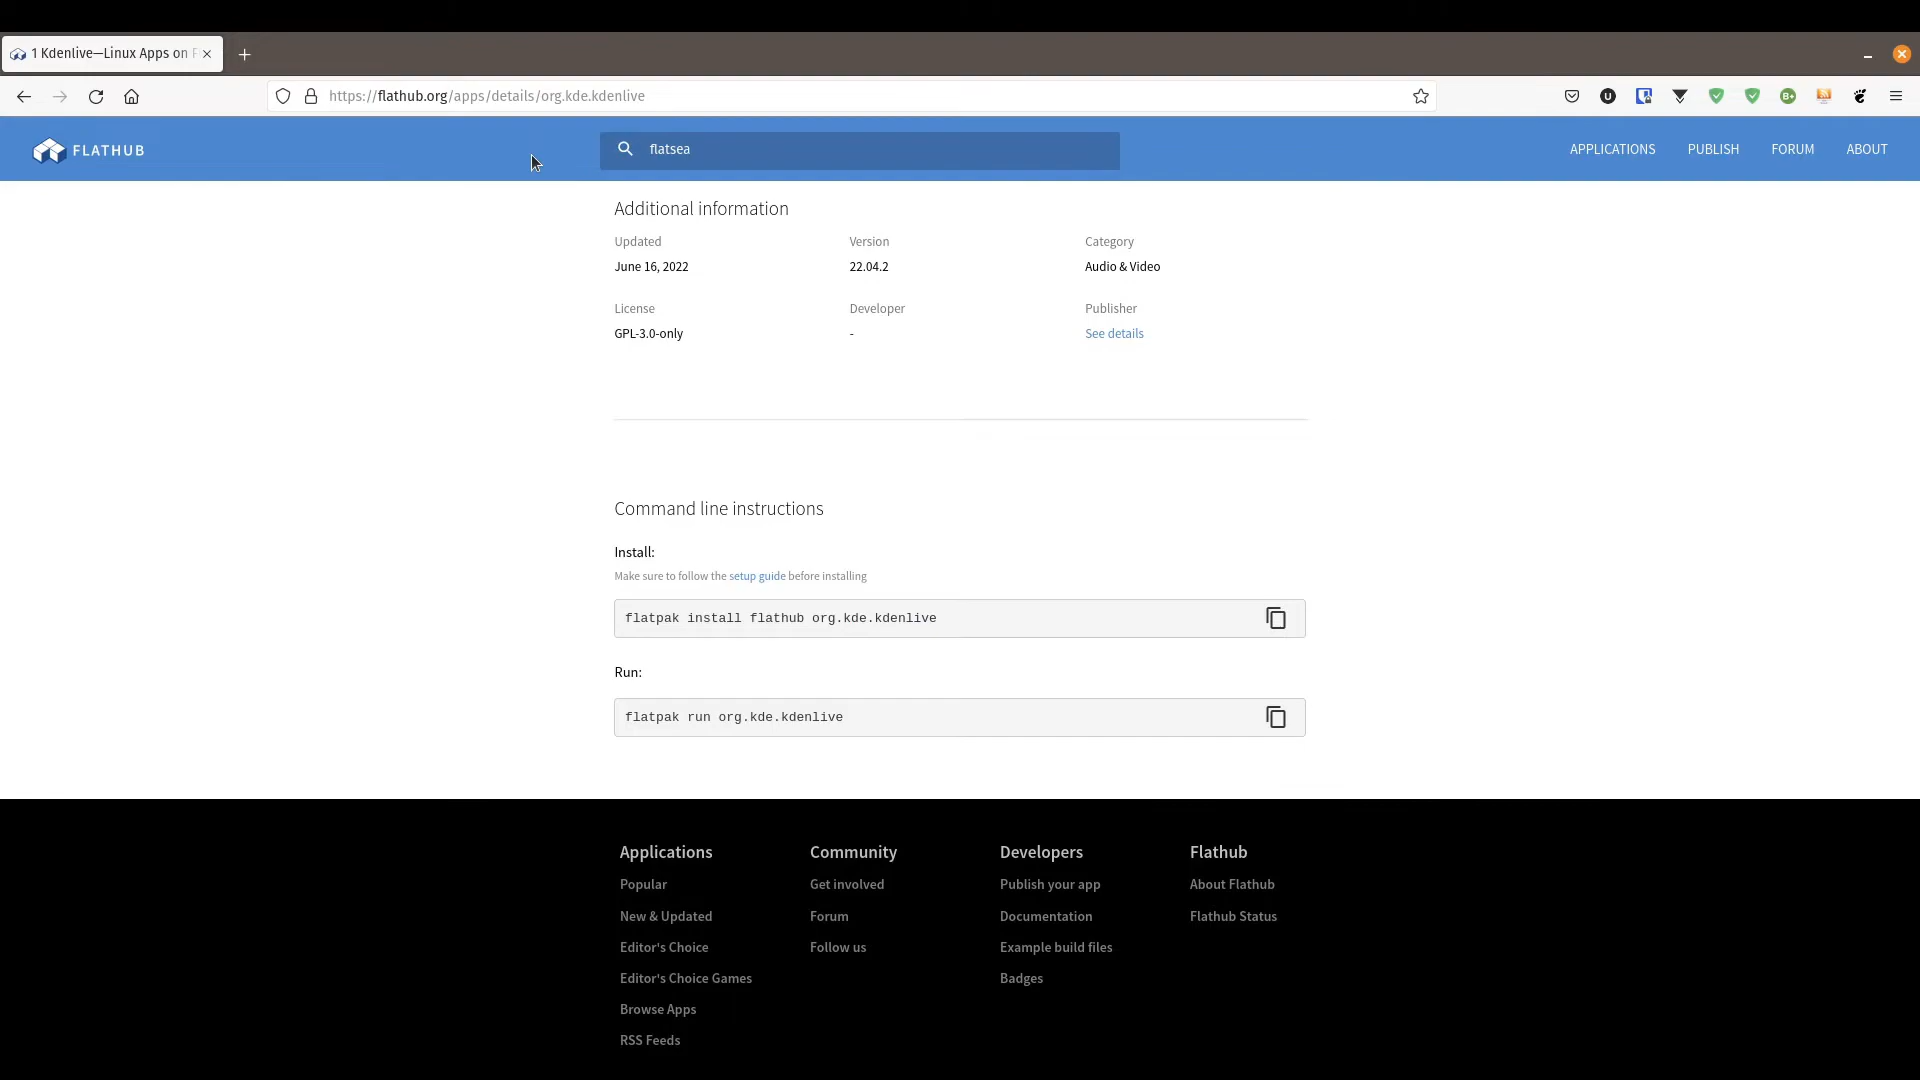 1 Kdenlive—Linux Apps on F
https://flathub.org/apps/details/org.kde.kdenlive
FLATHUB
flatsea
APPLICATIONS
PUBLISH
FORUM
ABOUT
Additional information
Updated
Version
Category
June 16, 2022
22.04.2
Audio & Video
License
Developer
Publisher
GPL-3.0-only
-
See details
Command line instructions
Install:
Make sure to follow the setup guide before installing
flatpak install flathub org.kde.kdenlive
Run:
flatpak run org.kde.kdenlive
Applications
Popular
New & Updated
Editor's Choice
Editor's Choice Games
Browse Apps
RSS Feeds
Community
Get involved
Forum
Follow us
Developers
Publish your app
Documentation
Example build files
Badges
Flathub
About Flathub
Flathub Status